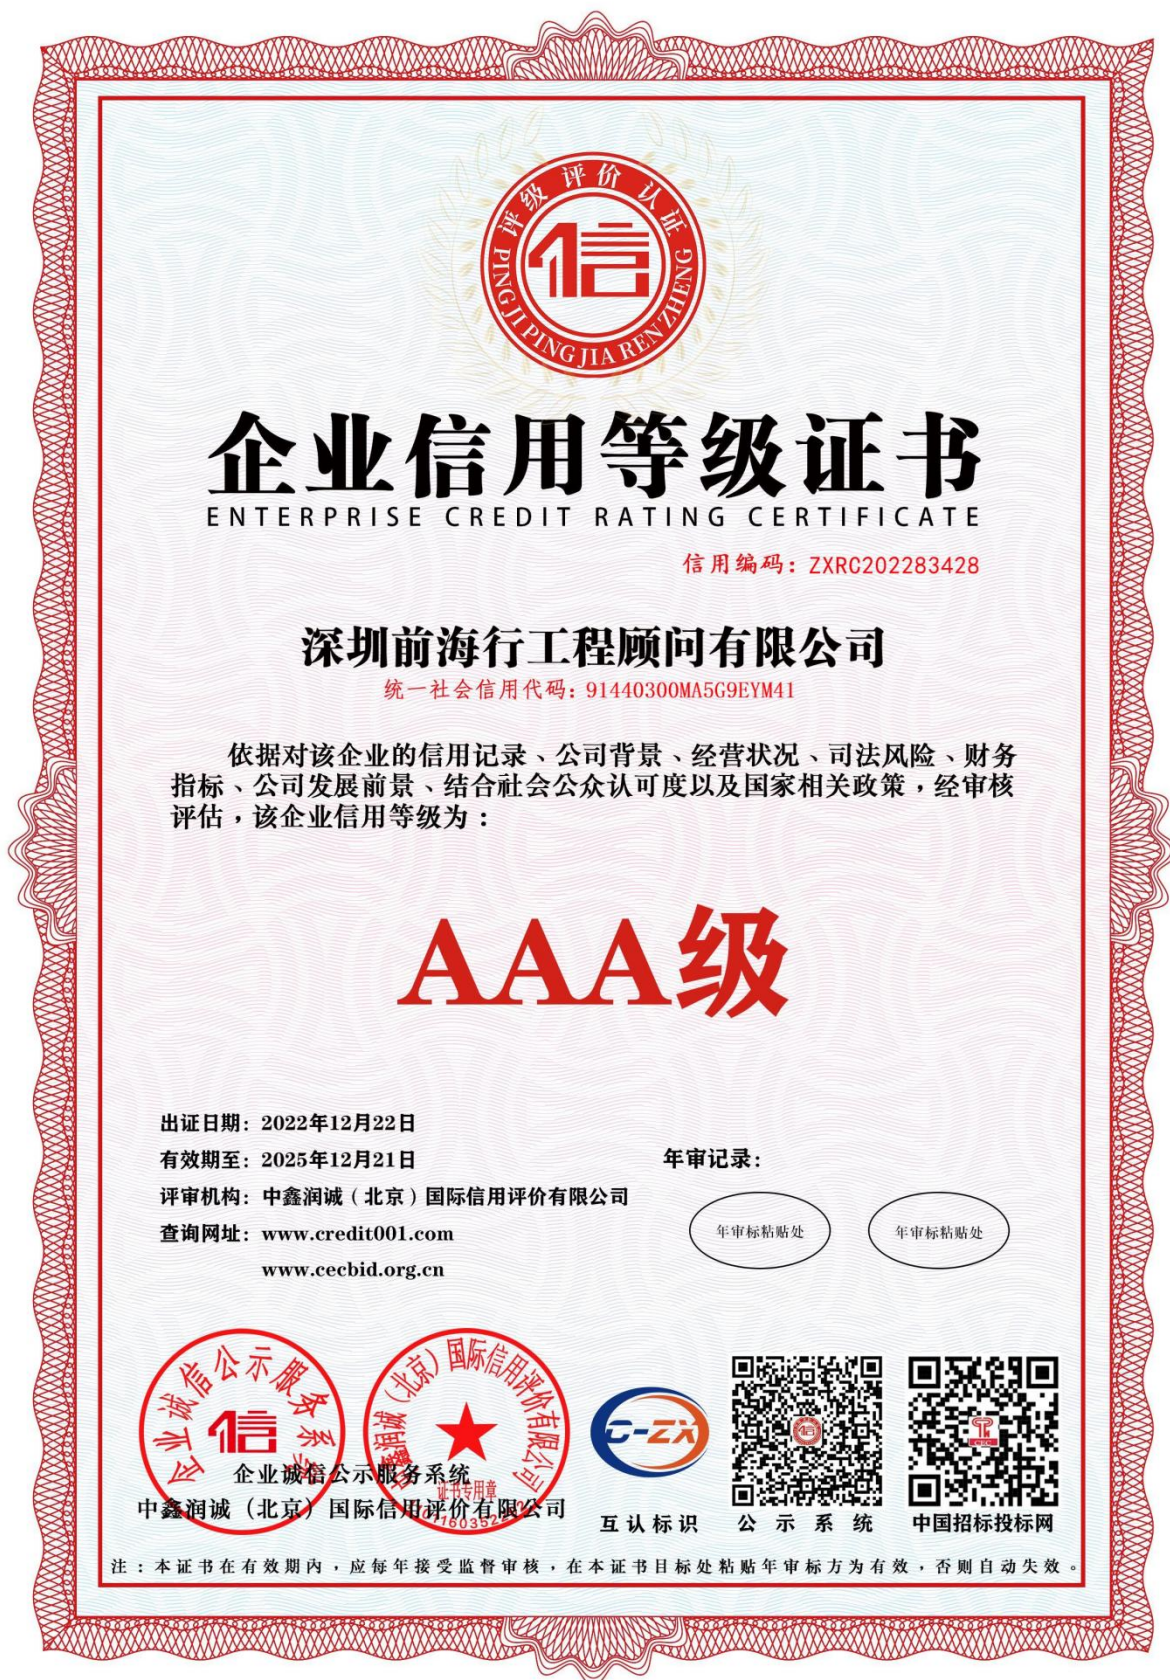 评级 评价 认证
信
PING JI PING JIA REN ZHENG
企业信用等级证书
ENTERPRISE CREDIT RATING CERTIFICATE
信用编码：ZXRC202283428
深圳前海行工程顾问有限公司
统一社会信用代码：91440300MA5G9EYM41
依据对该企业的信用记录、公司背景、经营状况、司法风险、财务
指标、公司发展前景、结合社会公众认可度以及国家相关政策，经审核
评估，该企业信用等级为：
AAA级
出证日期：2022年12月22日
有效期至：2025年12月21日
评审机构：中鑫润诚（北京）国际信用评价有限公司
查询网址：www.credit001.com
www.cecbid.org.cn
年审记录：
年审标粘贴处
年审标粘贴处
企业诚信公示服务系统
信
中鑫润诚（北京）国际信用评价有限公司
证书专用章
企业诚信公示服务系统
中鑫润诚（北京）国际信用评价有限公司
C-ZX
互认标识
公示系统
CEC
中国招标投标网
注：本证书在有效期内，应每年接受监督审核，在本证书目标处粘贴年审标方为有效，否则自动失效。